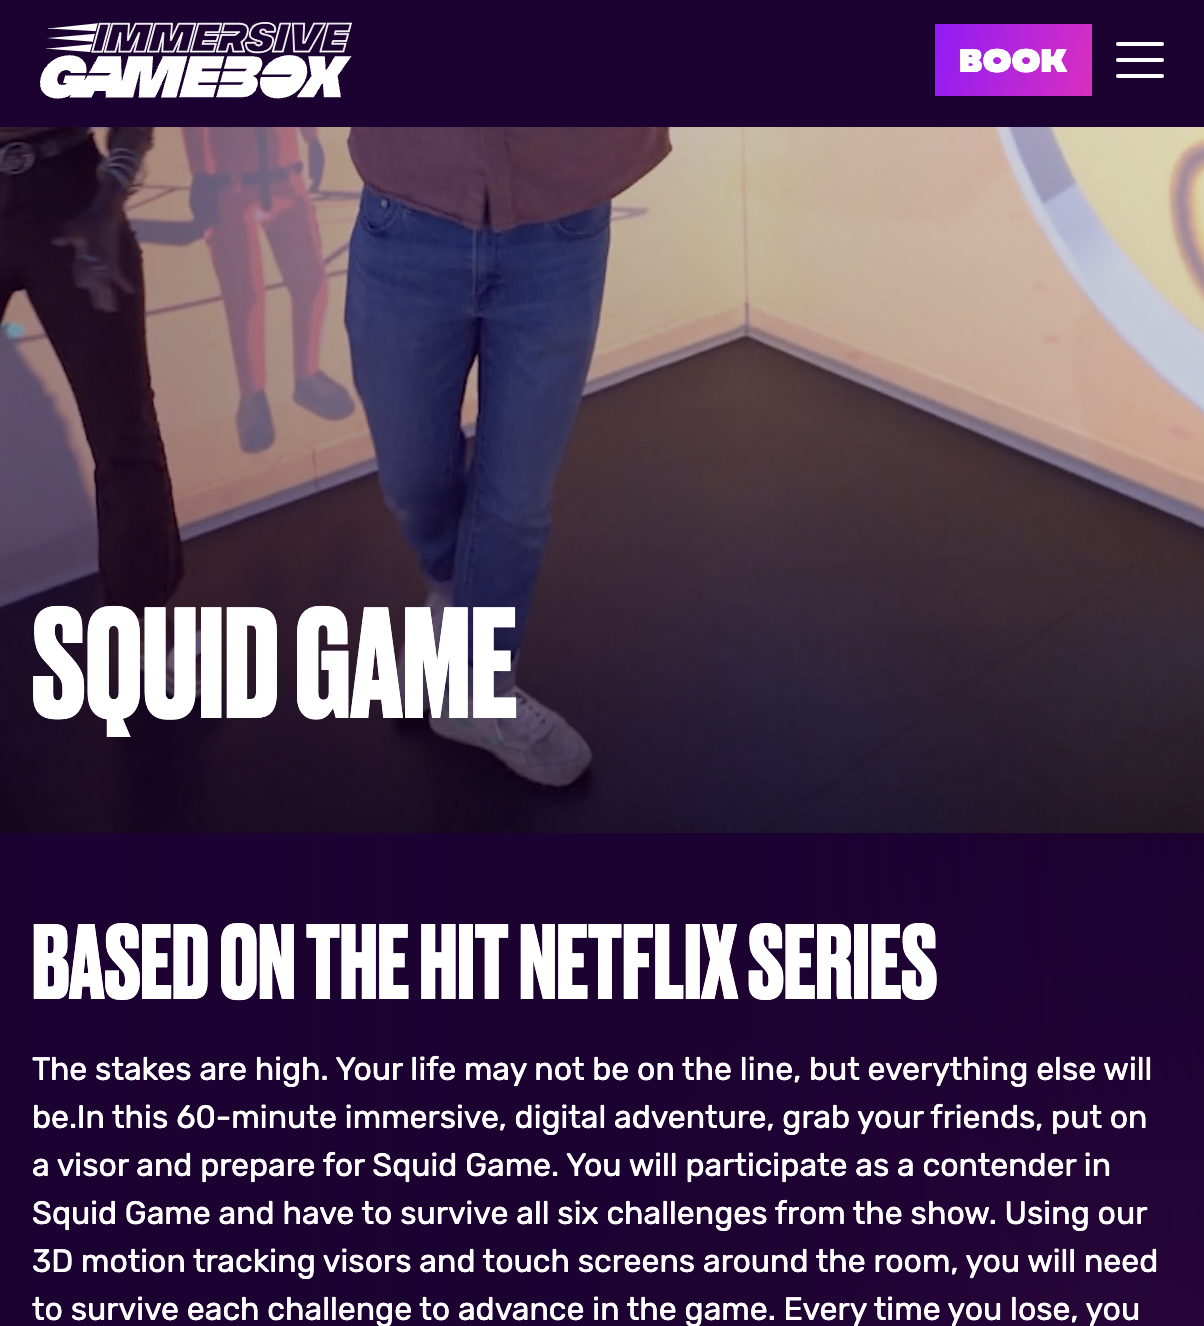 IMMERSIVE
GAMEBOX
BOOK
SQUID GAME
BASED ON THE HIT NETFLIX SERIES
The stakes are high. Your life may not be on the line, but everything else will
be.In this 60-minute immersive, digital adventure, grab your friends, put on
a visor and prepare for Squid Game. You will participate as a contender in
Squid Game and have to survive all six challenges from the show. Using our
3D motion tracking visors and touch screens around the room, you will need
to survive each challenge to advance in the game. Every time you lose, you